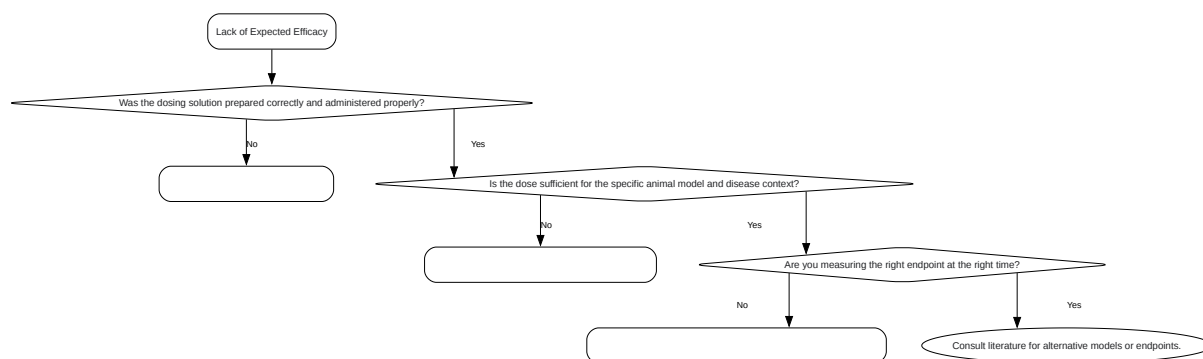 Lack of Expected Efficacy
Was the dosing solution prepared correctly and administered properly?
No
Yes
Is the dose sufficient for the specific animal model and disease context?
No
Yes
Are you measuring the right endpoint at the right time?
No
Yes
Consult literature for alternative models or endpoints.